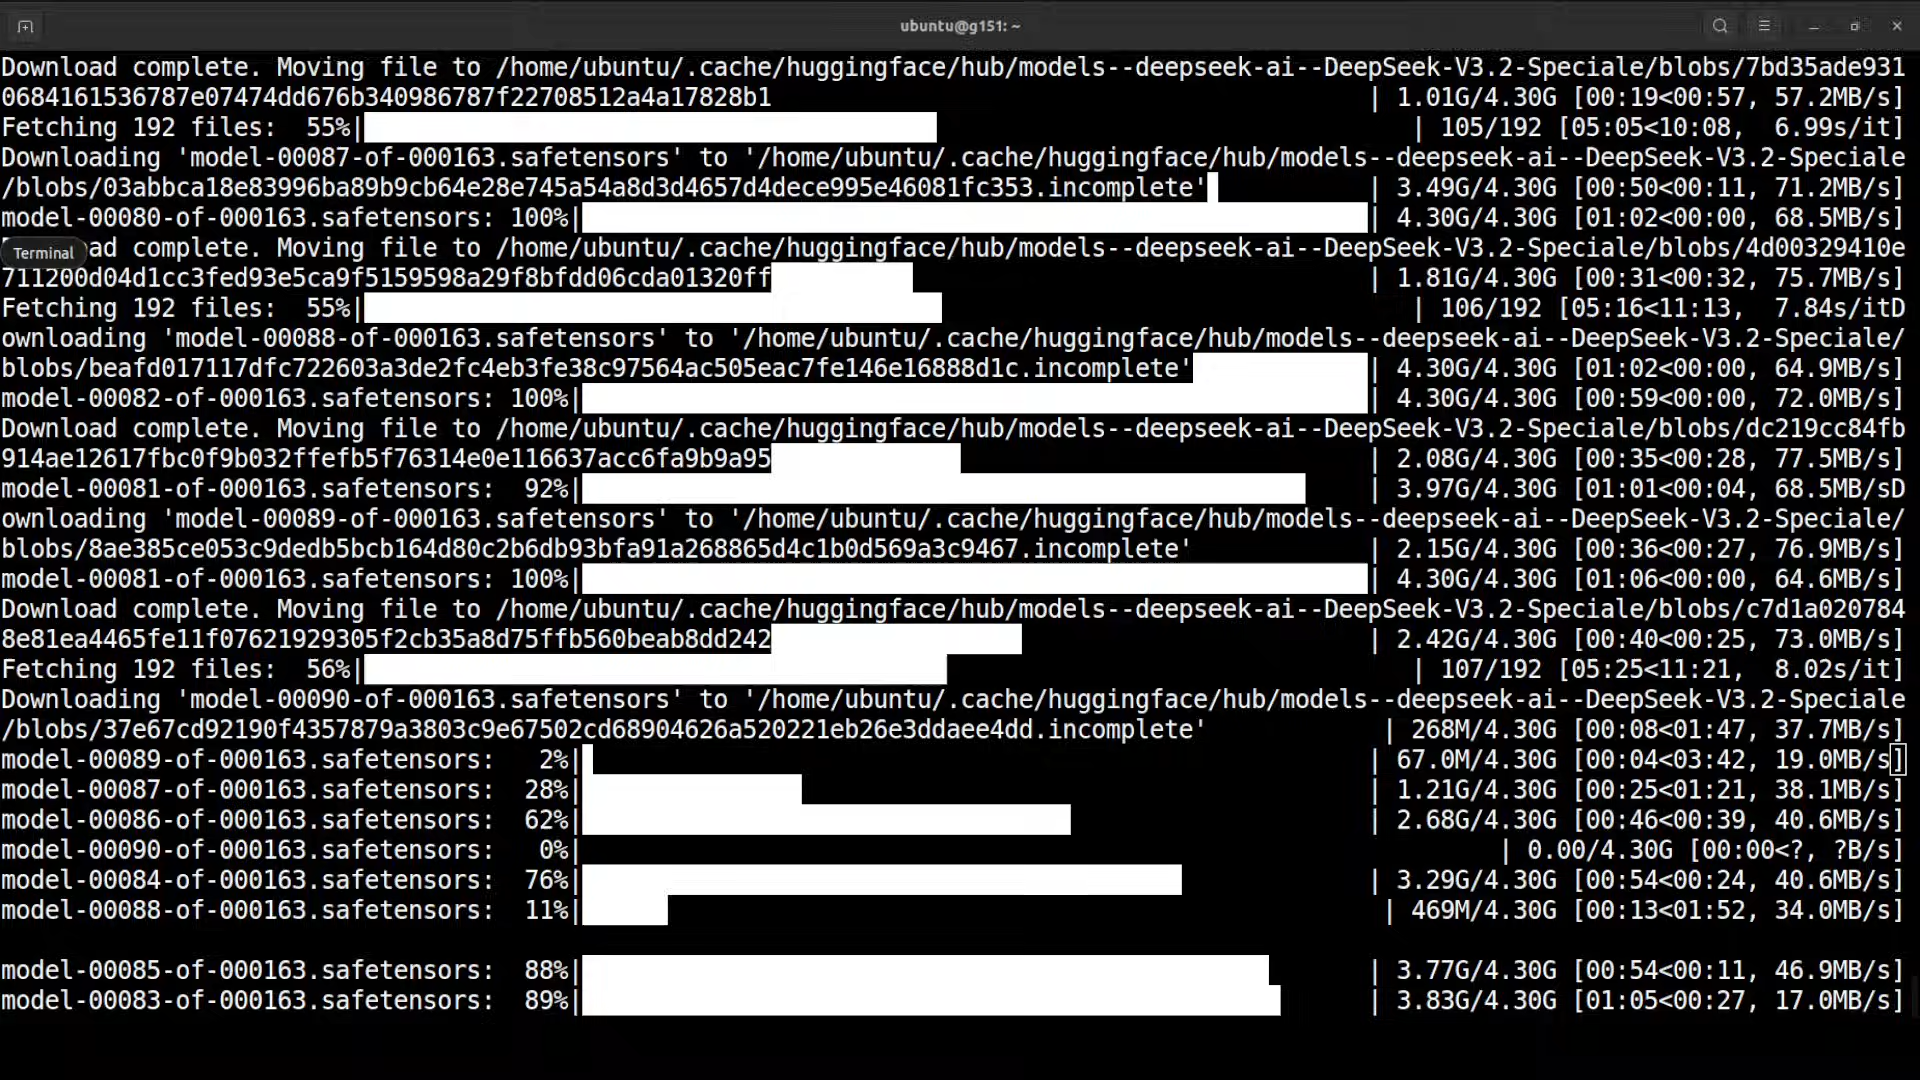 ubuntu@g151: ~
Download complete. Moving file to /home/ubuntu/.cache/huggingface/hub/models--deepseek-ai--DeepSeek-V3.2-Speciale/blobs/7bd35ade931
0684161536787e07474dd676b340986787f22708512a4a17828b1 | 1.01G/4.30G [00:19<00:57, 57.2MB/s]
Fetching 192 files:  55%| | 105/192 [05:05<10:08,  6.99s/it]
Downloading 'model-00087-of-000163.safetensors' to '/home/ubuntu/.cache/huggingface/hub/models--deepseek-ai--DeepSeek-V3.2-Speciale
/blobs/03abbca18e83996ba89b9cb64e28e745a54a8d3d4657d4dece995e46081fc353.incomplete' | 3.49G/4.30G [00:50<00:11, 71.2MB/s]
model-00080-of-000163.safetensors: 100%| | 4.30G/4.30G [01:02<00:00, 68.5MB/s]
Terminal
ad complete. Moving file to /home/ubuntu/.cache/huggingface/hub/models--deepseek-ai--DeepSeek-V3.2-Speciale/blobs/4d00329410e
711200d04d1cc3fed93e5ca9f5159598a29f8bfdd06cda01320ff | 1.81G/4.30G [00:31<00:32, 75.7MB/s]
Fetching 192 files:  55%| | 106/192 [05:16<11:13,  7.84s/itD
ownloading 'model-00088-of-000163.safetensors' to '/home/ubuntu/.cache/huggingface/hub/models--deepseek-ai--DeepSeek-V3.2-Speciale/
blobs/beafd017117dfc722603a3de2fc4eb3fe38c97564ac505eac7fe146e16888d1c.incomplete' | 4.30G/4.30G [01:02<00:00, 64.9MB/s]
model-00082-of-000163.safetensors: 100%| | 4.30G/4.30G [00:59<00:00, 72.0MB/s]
Download complete. Moving file to /home/ubuntu/.cache/huggingface/hub/models--deepseek-ai--DeepSeek-V3.2-Speciale/blobs/dc219cc84fb
914ae12617fbc0f9b032ffefb5f76314e0e116637acc6fa9b9a95 | 2.08G/4.30G [00:35<00:28, 77.5MB/s]
model-00081-of-000163.safetensors:  92%| | 3.97G/4.30G [01:01<00:04, 68.5MB/sD
ownloading 'model-00089-of-000163.safetensors' to '/home/ubuntu/.cache/huggingface/hub/models--deepseek-ai--DeepSeek-V3.2-Speciale/
blobs/8ae385ce053c9dedb5bcb164d80c2b6db93bfa91a268865d4c1b0d569a3c9467.incomplete' | 2.15G/4.30G [00:36<00:27, 76.9MB/s]
model-00081-of-000163.safetensors: 100%| | 4.30G/4.30G [01:06<00:00, 64.6MB/s]
Download complete. Moving file to /home/ubuntu/.cache/huggingface/hub/models--deepseek-ai--DeepSeek-V3.2-Speciale/blobs/c7d1a020784
8e81ea4465fe11f07621929305f2cb35a8d75ffb560beab8dd242 | 2.42G/4.30G [00:40<00:25, 73.0MB/s]
Fetching 192 files:  56%| | 107/192 [05:25<11:21,  8.02s/it]
Downloading 'model-00090-of-000163.safetensors' to '/home/ubuntu/.cache/huggingface/hub/models--deepseek-ai--DeepSeek-V3.2-Speciale
/blobs/37e67cd92190f4357879a3803c9e67502cd68904626a520221eb26e3ddaee4dd.incomplete' | 268M/4.30G [00:08<01:47, 37.7MB/s]
model-00089-of-000163.safetensors:   2%| | 67.0M/4.30G [00:04<03:42, 19.0MB/s]
model-00087-of-000163.safetensors:  28%| | 1.21G/4.30G [00:25<01:21, 38.1MB/s]
model-00086-of-000163.safetensors:  62%| | 2.68G/4.30G [00:46<00:39, 40.6MB/s]
model-00090-of-000163.safetensors:   0%| | 0.00/4.30G [00:00<?, ?B/s]
model-00084-of-000163.safetensors:  76%| | 3.29G/4.30G [00:54<00:24, 40.6MB/s]
model-00088-of-000163.safetensors:  11%| | 469M/4.30G [00:13<01:52, 34.0MB/s]
model-00085-of-000163.safetensors:  88%| | 3.77G/4.30G [00:54<00:11, 46.9MB/s]
model-00083-of-000163.safetensors:  89%| | 3.83G/4.30G [01:05<00:27, 17.0MB/s]